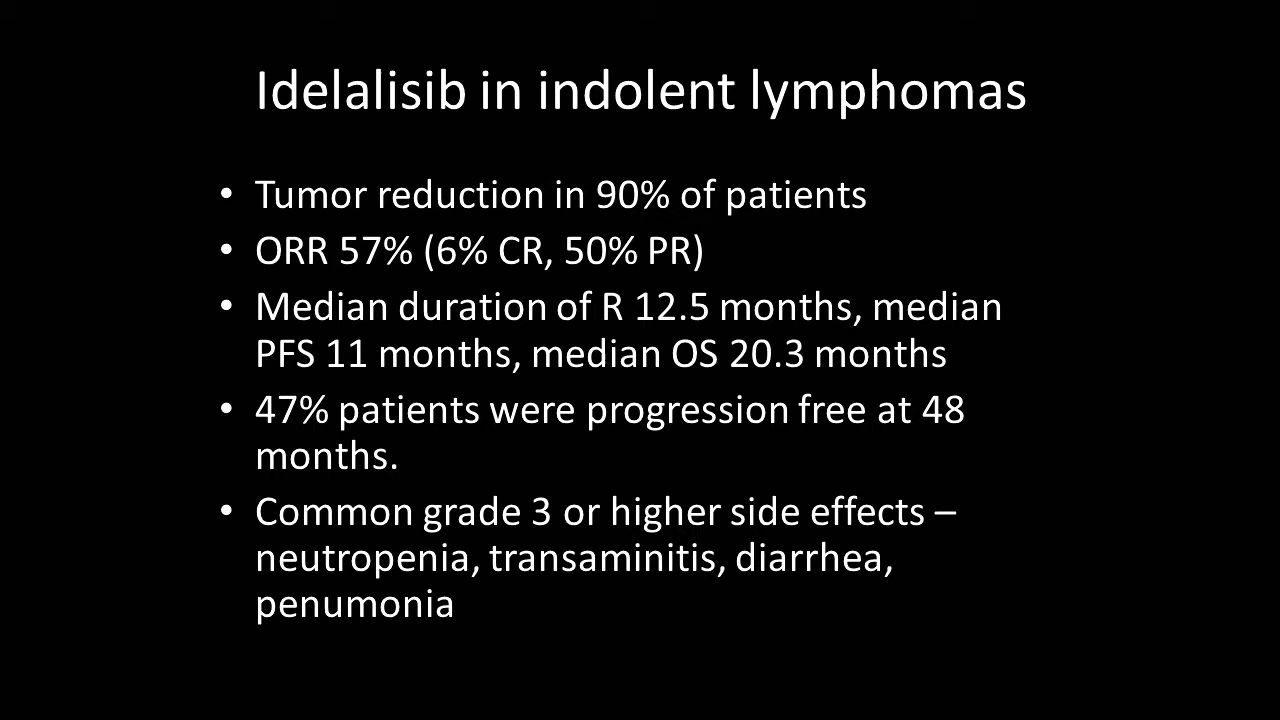 Idelalisib in indolent lymphomas
• Tumor reduction in 90% of patients
• ORR 57% (6% CR, 50% PR)
• Median duration of R 12.5 months, median
PFS 11 months, median OS 20.3 months
• 47% patients were progression free at 48
months.
• Common grade 3 or higher side effects –
neutropenia, transaminitis, diarrhea,
penumonia